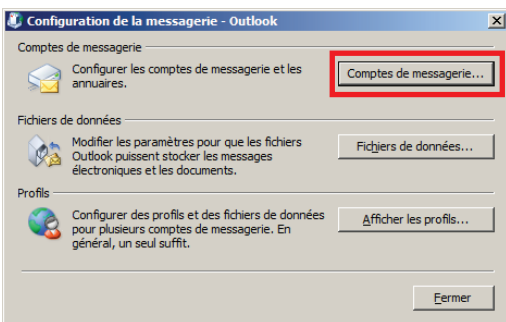 Configuration de la messagerie - Outlook
Comptes de messagerie
Configurer les comptes de messagerie et les
annuaires.
Comptes de messagerie...
Fichiers de données
Modifier les paramètres pour que les fichiers
Outlook puissent stocker les messages
électroniques et les documents.
Fichiers de données...
Profils
Configurer des profils et des fichiers de données
pour plusieurs comptes de messagerie. En
général, un seul suffit.
Afficher les profils...
Fermer